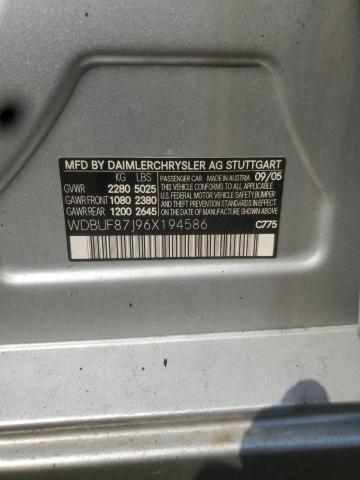 MFD BY DAIMLERCHRYSLER AG STUTTGART
KG LBS PASSENGER CAR MADE IN AUSTRIA 09/05
GVWR 2280 5025 THIS VEHICLE CONFORMS TO ALL
GAWR FRONT 1080 2380 APPLICABLE U.S. FEDERAL MOTOR
GAWR REAR 1200 2645 VEHICLE SAFETY, BUMPER
AND THEFT PREVENTION
STANDARDS IN EFFECT ON THE DATE
OF MANUFACTURE SHOWN ABOVE
WDBUF87J96X194586 C775